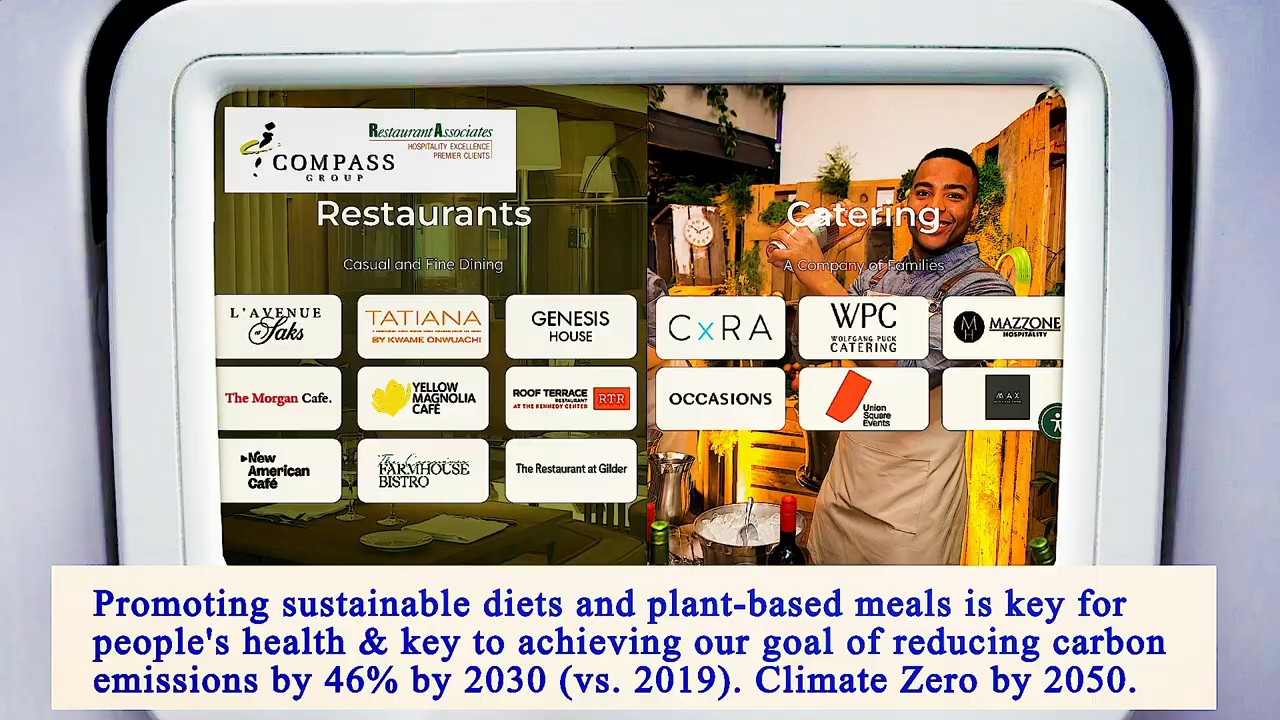 COMPASS
GROUP
Restaurant Associates
HOSPITALITY EXCELLENCE
PREMIER CLIENTS
Restaurants
Casual and Fine Dining
L'AVENUE
Saks
TATIANA
BY KWAME ONWUACHI
GENESIS
HOUSE
The Morgan Cafe.
YELLOW
MAGNOLIA
CAFÉ
ROOF TERRACE
RESTAURANT
AT THE KENNEDY CENTER
RTR
New
American
Café
FARMHOUSE
BISTRO
The Restaurant at Gilder
Catering
A Company of Families
CxRA
WPC
WOLFGANG PUCK
CATERING
MH
MAZZONE
HOSPITALITY
OCCASIONS
Union
Square
Events
MAX
Promoting sustainable diets and plant-based meals is key for
people's health & key to achieving our goal of reducing carbon
emissions by 46% by 2030 (vs. 2019). Climate Zero by 2050.